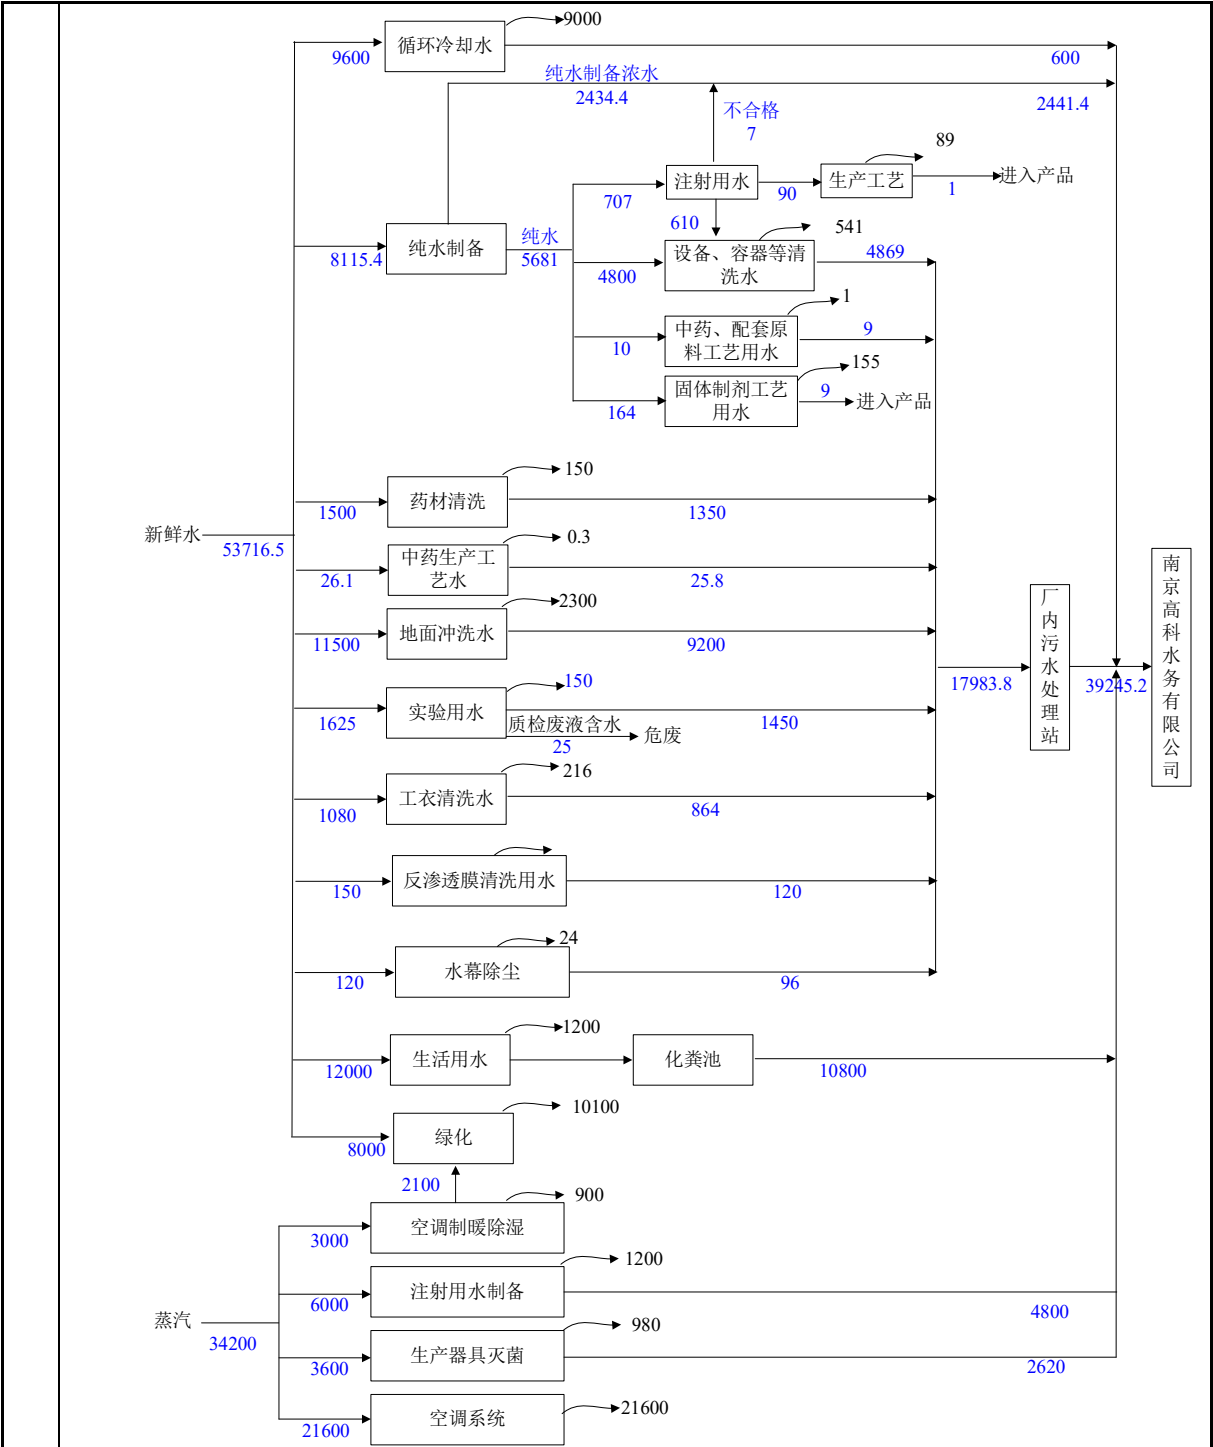 9000
循环冷却水
9600
600
纯水制备浓水
2434.4
2441.4
不合格
7
89
注射用水
生产工艺
进入产品
707
90
1
610
541
纯水制备
纯水
8115.4
5681
设备、容器等清
洗水
4800
4869
1
中药、配套原
料工艺用水
10
9
155
固体制剂工艺
用水
164
9
进入产品
150
药材清洗
1500
1350
新鲜水
53716.5
0.3
中药生产工
艺水
26.1
25.8
2300
地面冲洗水
11500
9200
150
实验用水
1625
1450
质检废液含水
25
危废
216
工衣清洗水
1080
864
反渗透膜清洗用水
150
120
24
水幕除尘
120
96
17983.8
厂内污水处理站
39245.2
南京高科水务有限公司
1200
生活用水
12000
化粪池
10800
10100
绿化
8000
2100
900
空调制暖除湿
3000
1200
注射用水制备
6000
4800
蒸汽
34200
980
生产器具灭菌
3600
2620
空调系统
21600
21600